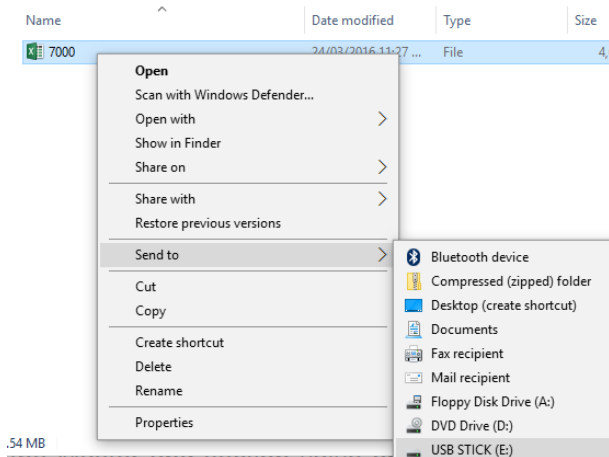 Name Date modified Type Size
7000 24/03/2016 11:27 ... File 4,
Open
Scan with Windows Defender...
Open with
Show in Finder
Share on
Share with
Restore previous versions
Send to
Bluetooth device
Compressed (zipped) folder
Desktop (create shortcut)
Documents
Fax recipient
Mail recipient
Floppy Disk Drive (A:)
DVD Drive (D:)
USB STICK (E:)
Cut
Copy
Create shortcut
Delete
Rename
Properties
.54 MB